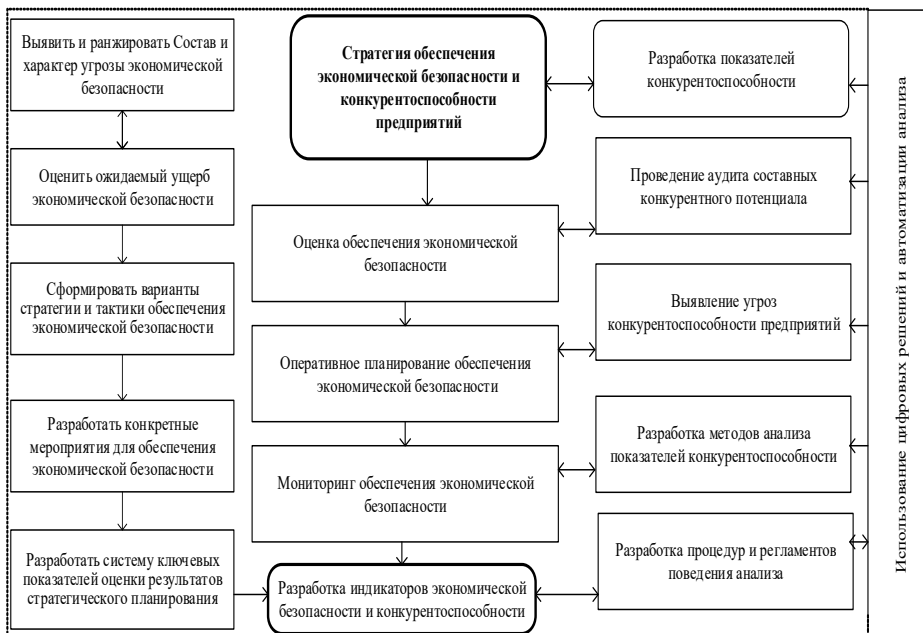 Выявить и ранжировать Состав и
характер угрозы экономической
безопасности
Оценить ожидаемый ущерб
экономической безопасности
Сформировать варианты
стратегии и тактики обеспечения
экономической безопасности
Разработать конкретные
мероприятия для обеспечения
экономической безопасности
Разработать систему ключевых
показателей оценки результатов
стратегического планирования
Стратегия обеспечения
экономической безопасности и
конкурентоспособности
предприятий
Оценка обеспечения экономической
безопасности
Оперативное планирование обеспечения
экономической безопасности
Мониторинг обеспечения экономической
безопасности
Разработка индикаторов экономической
безопасности и конкурентоспособности
Разработка показателей
конкурентоспособности
Проведение аудита составных
конкурентного потенциала
Выявление угроз
конкурентоспособности предприятий
Разработка методов анализа
показателей конкурентоспособности
Разработка процедур и регламентов
поведения анализа
Использование цифровых решений и автоматизации анализа